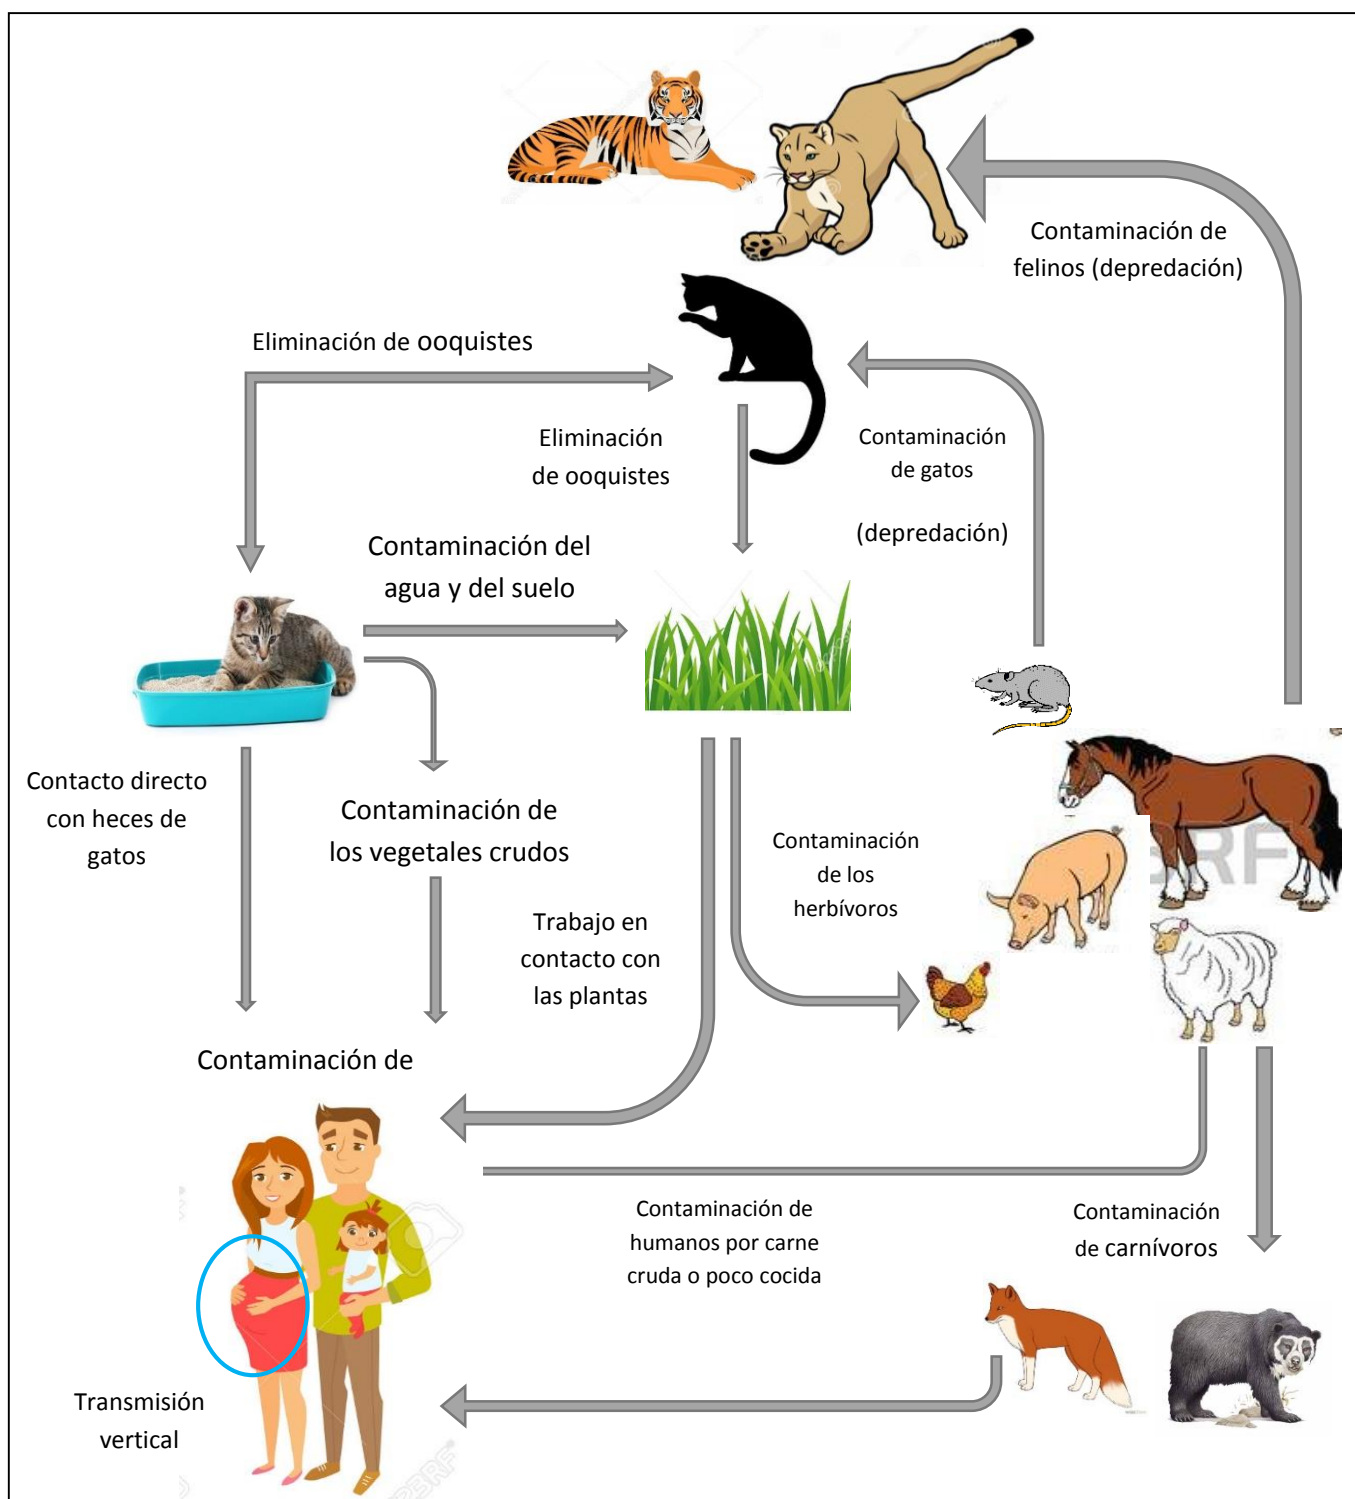 Contaminación de
felinos (depredación)
Eliminación de ooquistes
Eliminación
de ooquistes
Contaminación
de gatos
(depredación)
Contaminación del
agua y del suelo
Contacto directo
con heces de
gatos
Contaminación de
los vegetales crudos
Contaminación
de los
herbívoros
Trabajo en
contacto con
las plantas
Contaminación de
Contaminación de
humanos por carne
cruda o poco cocida
Contaminación
de carnívoros
Transmisión
vertical